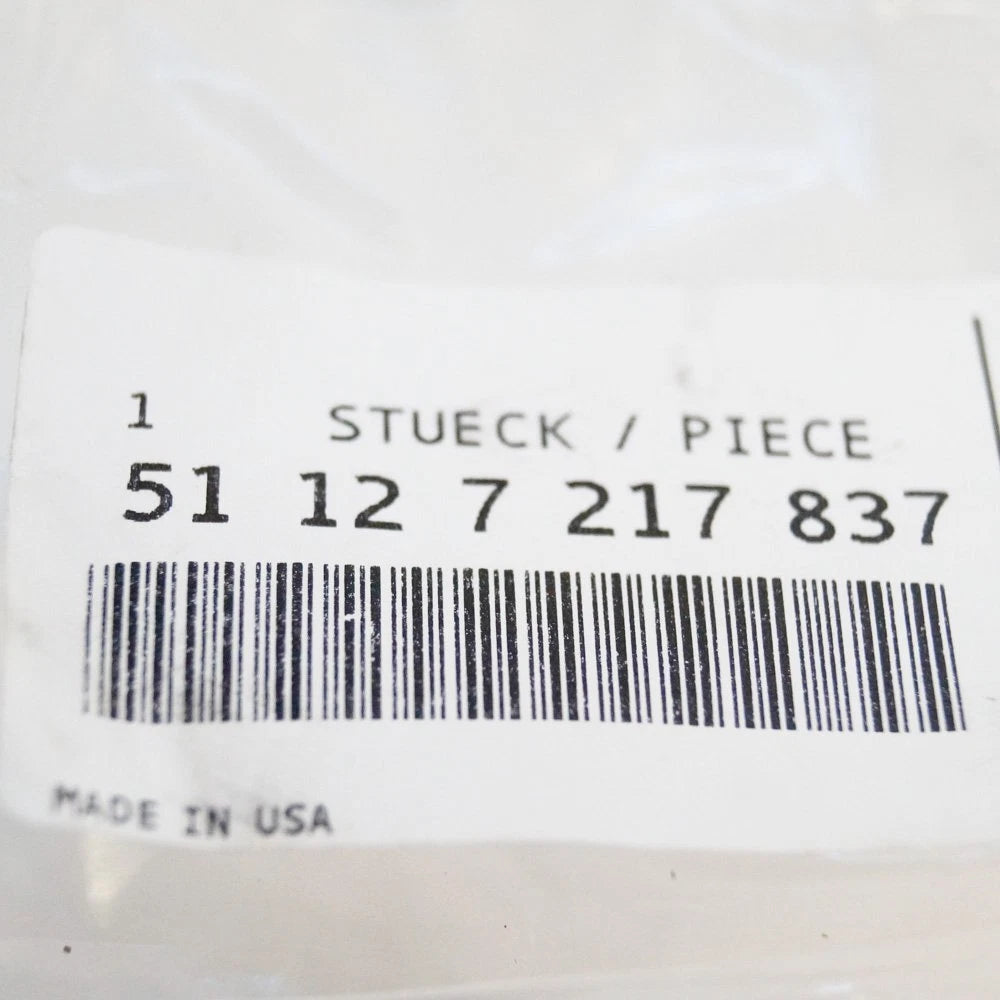 1 STUECK / PIECE
51 12 7 217 837
MADE IN USA